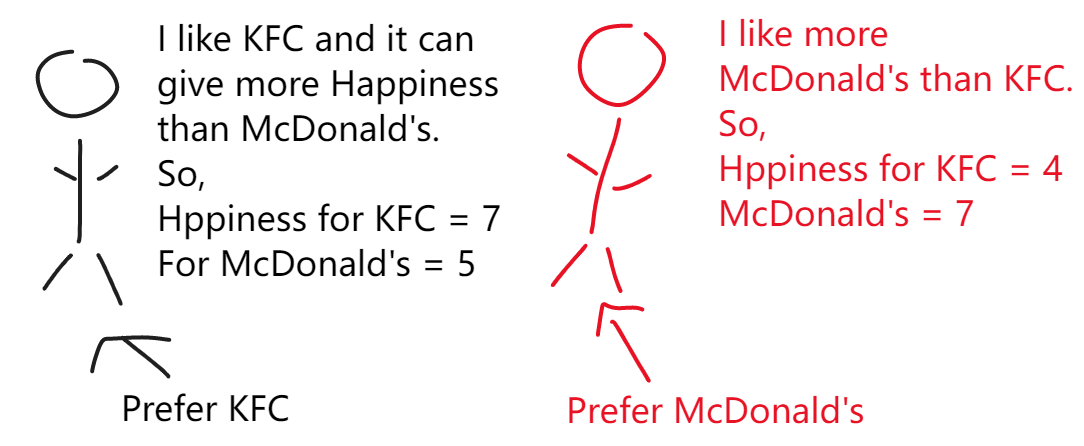 I like KFC and it can
give more Happiness
than McDonald's.
So,
Hppiness for KFC = 7
For McDonald's = 5
Prefer KFC
I like more
McDonald's than KFC.
So,
Hppiness for KFC = 4
McDonald's = 7
Prefer McDonald's